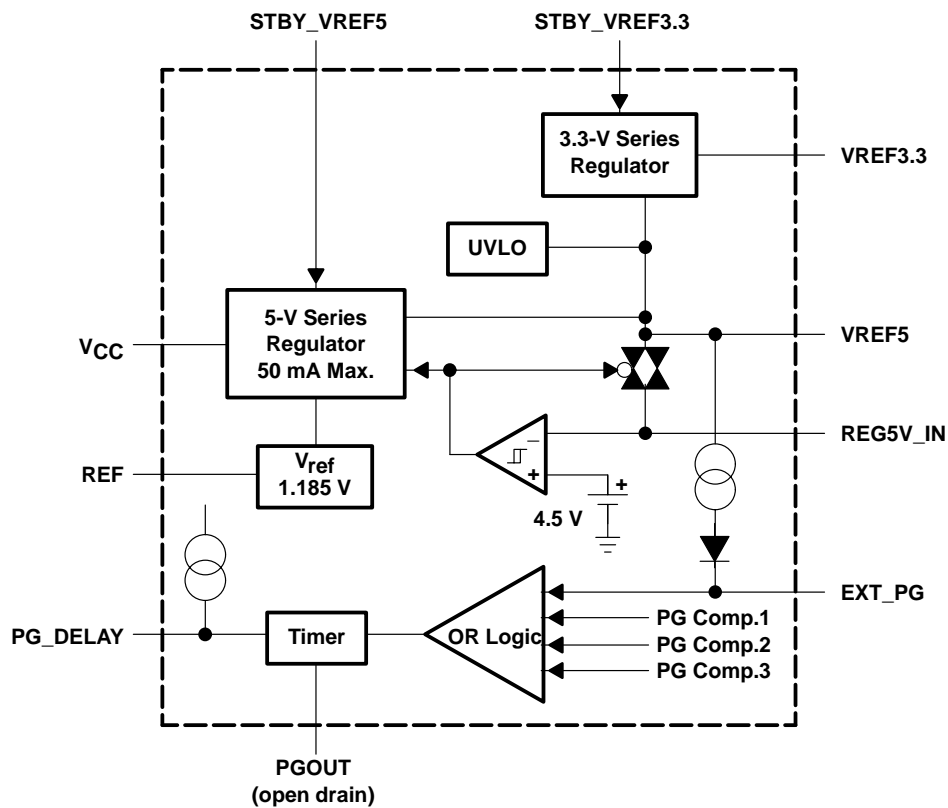 STBY_VREF5
STBY_VREF3.3
3.3-V Series
Regulator
VREF3.3
UVLO
5-V Series
Regulator
50 mA Max.
VCC
VREF5
REG5V_IN
Vref
1.185 V
REF
–
+
+
4.5 V
EXT_PG
PG_DELAY
Timer
OR Logic
PG Comp.1
PG Comp.2
PG Comp.3
PGOUT
(open drain)